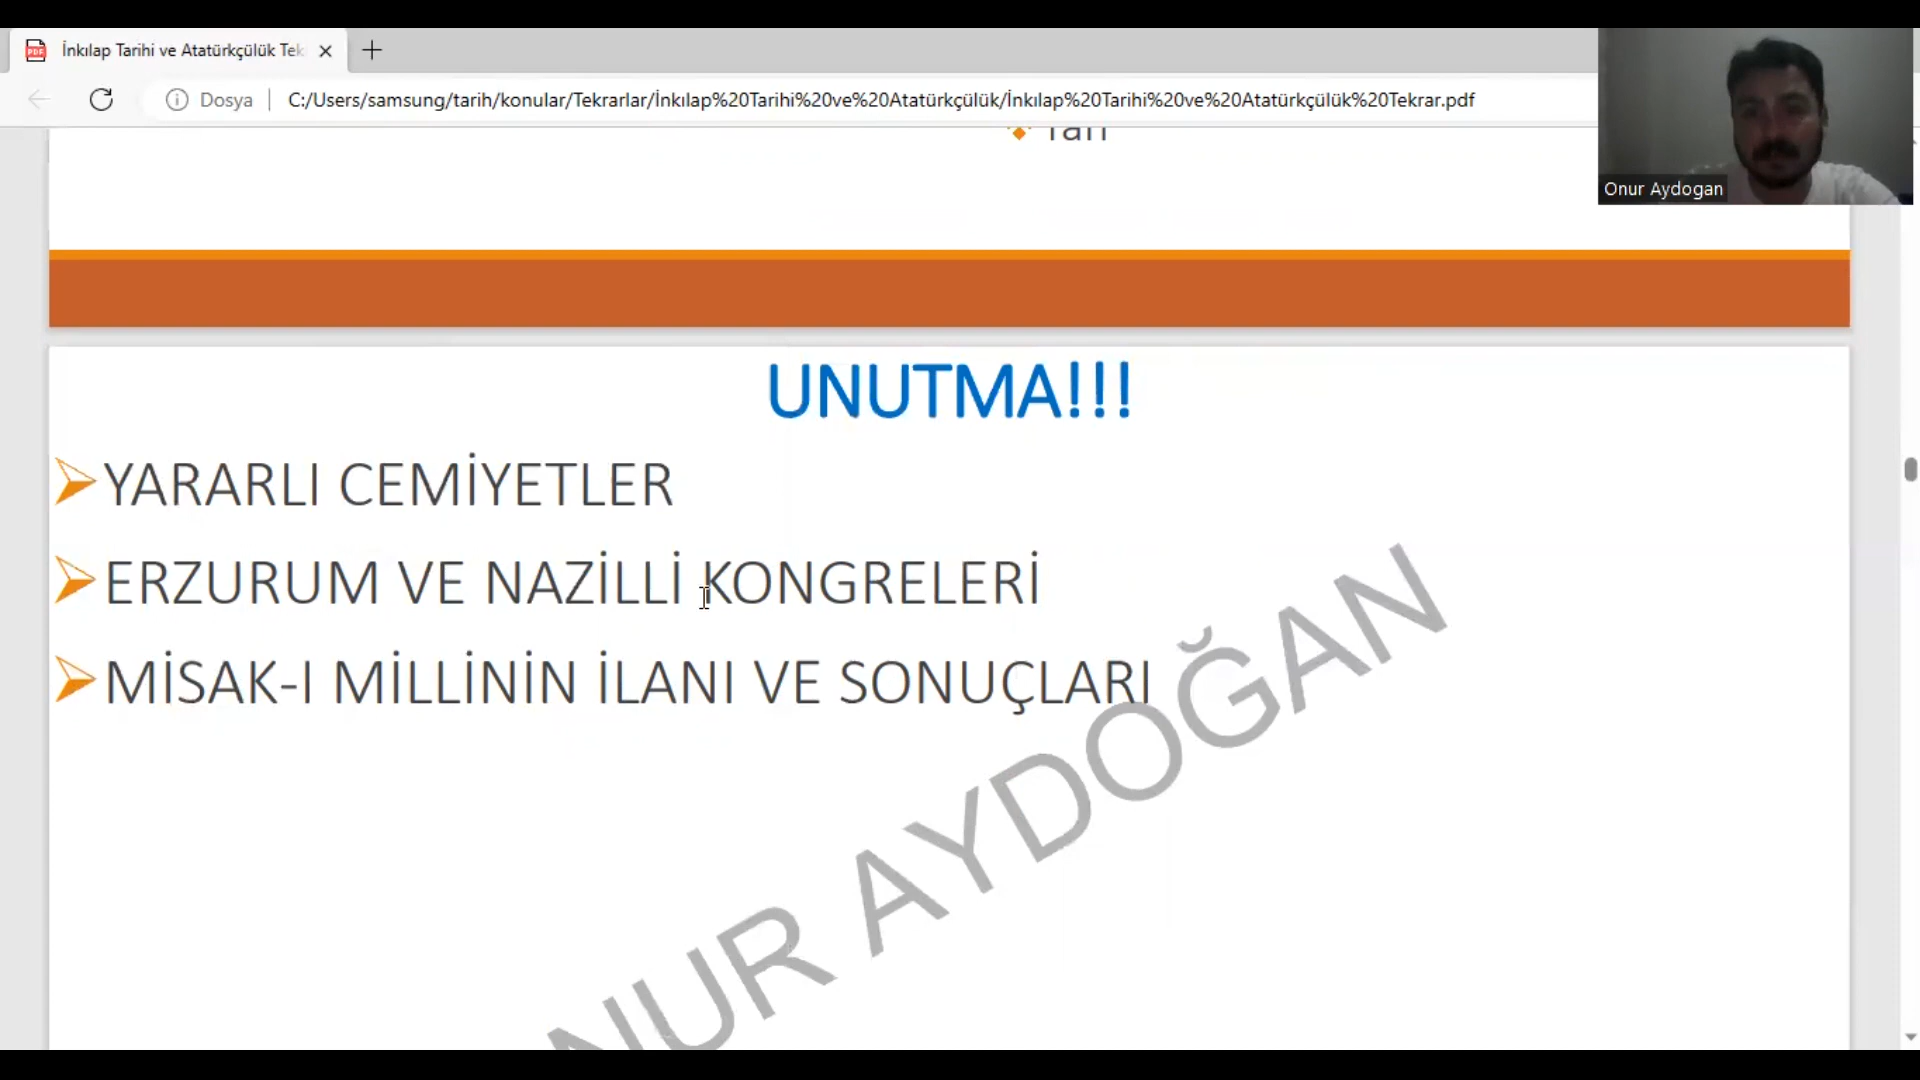 İnkılap Tarihi ve Atatürkçülük Tek
Dosya
C:/Users/samsung/tarih/konular/Tekrarlar/İnkılap%20Tarihi%20ve%20Atatürkçülük/İnkılap%20Tarihi%20ve%20Atatürkçülük%20Tekrar.pdf
Onur Aydogan
UNUTMA!!!
YARARLI CEMİYETLER
ERZURUM VE NAZİLLİ KONGRELERİ
MİSAK-I MİLLİNİN İLANI VE SONUÇLARI
NUR AYDOĞAN